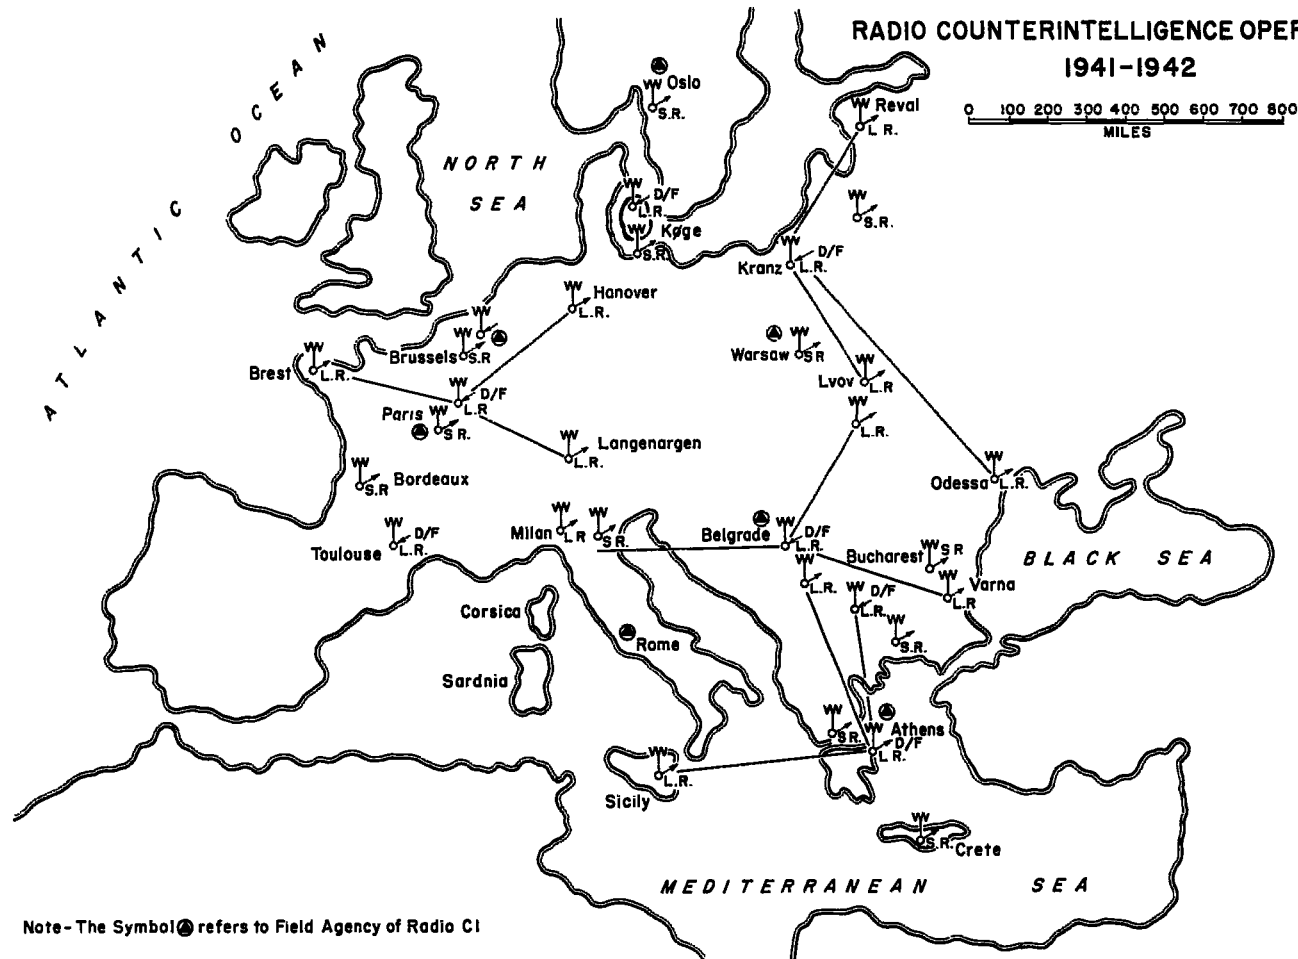 RADIO COUNTERINTELLIGENCE OPER
1941-1942
0 100 200 300 400 500 600 700 800
MILES
ATLANTIC OCEAN
NORTH
SEA
Oslo
S.R.
Reval
L.R.
S.R.
D/F
L.R.
Køge
S.R.
Kranz
D/F
L.R.
Hanover
L.R.
Brussels
S.R
Warsaw
SR
Brest
L.R.
Lvov
L.R
L.R.
D/F
L.R
Paris
S R.
Langenargen
L.R.
Bordeaux
S.R
Odessa
L.R.
Toulouse
D/F
L.R.
Milan
L R
S R.
Belgrade
D/F
L.R.
Bucharest
S R
BLACK SEA
Varna
L.R
L.R.
D/F
L.R.
S.R.
Corsica
Rome
Sardnia
S.R.
Athens
D/F
L R.
Sicily
L.R.
S.R.
Crete
MEDITERRANEAN SEA
Note-The Symbol refers to Field Agency of Radio CI